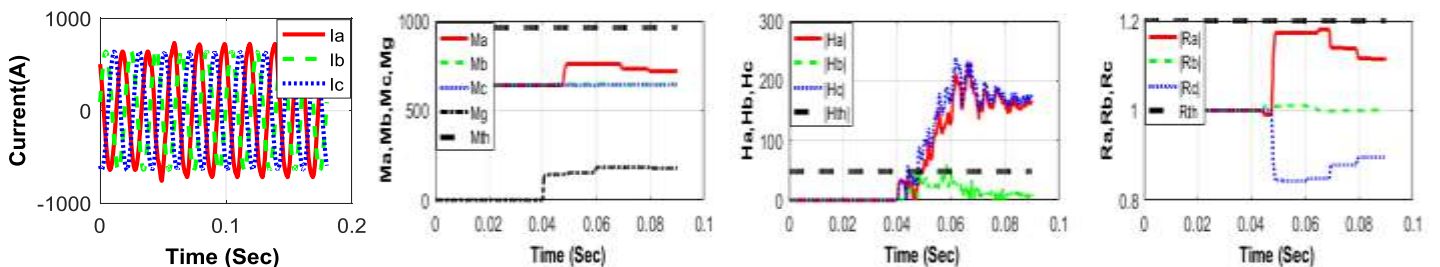 Current(A)
1000
0
-1000
0
0.1
0.2
Time (Sec)
Ia
Ib
Ic
Ma,Mb,Mc,Mg
1000
500
0
0
0.02
0.04
0.06
0.08
0.1
Time (Sec)
Ma
Mb
Mc
Mg
Mth
Ha,Hb,Hc
300
200
100
0
0
0.02
0.04
0.06
0.08
0.1
Time (Sec)
|Ha|
|Hb|
|Hc|
|Hth|
Ra,Rb,Rc
1.2
1
0.8
0
0.02
0.04
0.06
0.08
0.1
Time (Sec)
|Ra|
|Rb|
|Rc|
Rth